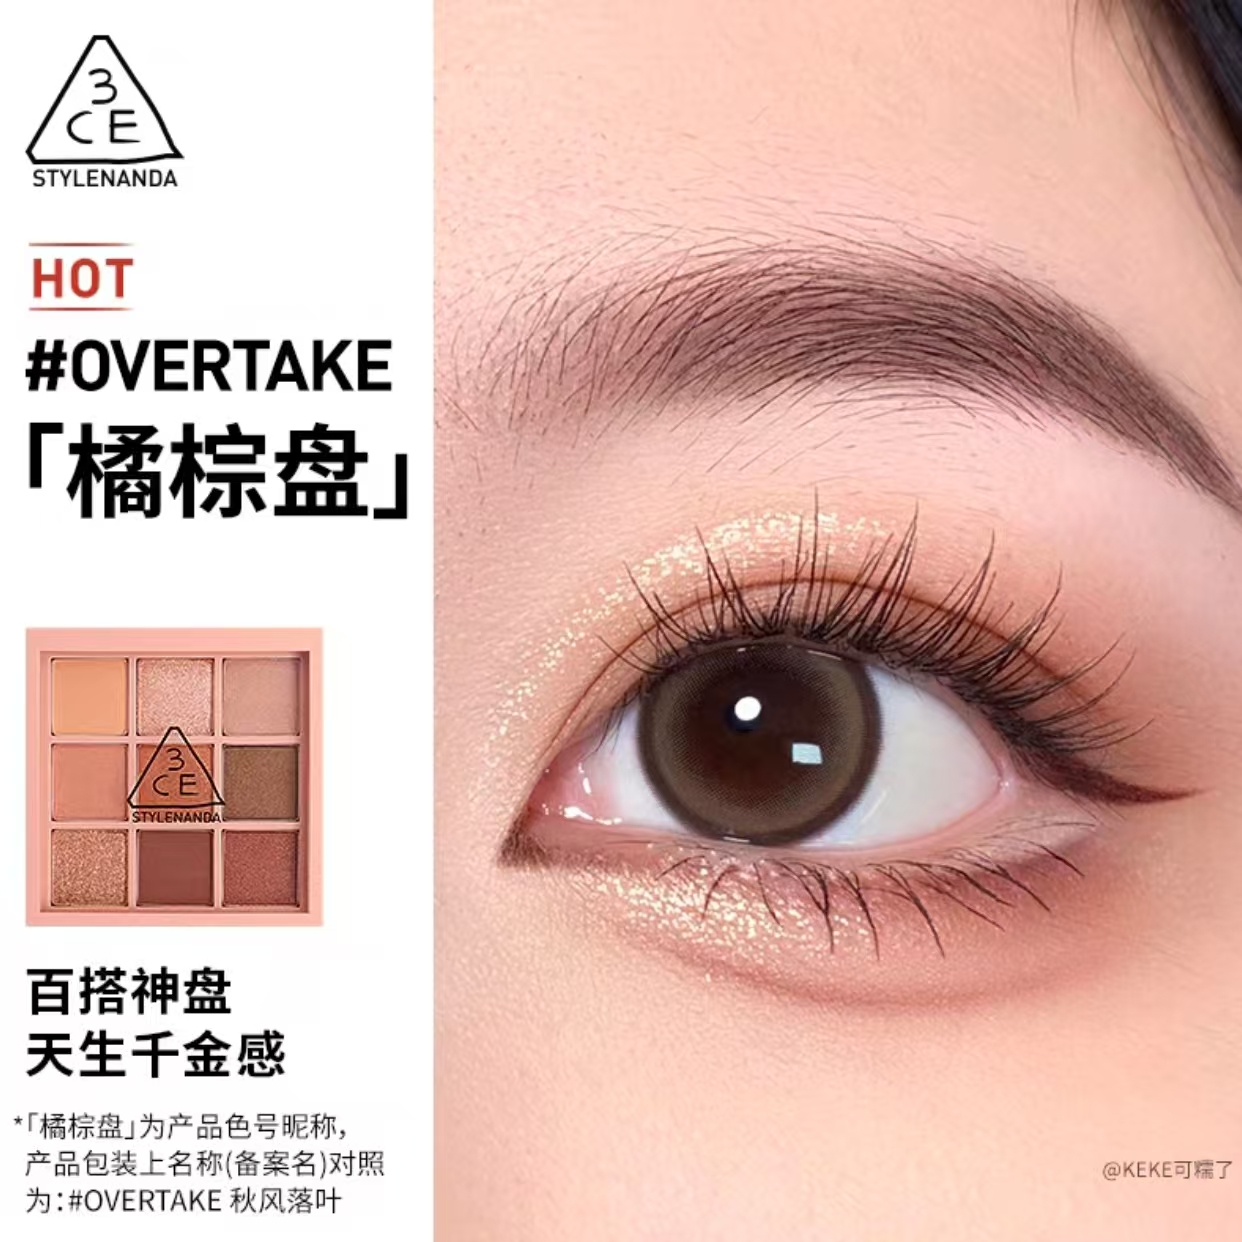 3
CE
STYLENANDA
HOT
#OVERTAKE
「橘棕盘」
3
CE
STYLENANDA
百搭神盘
天生千金感
*「橘棕盘」为产品色号昵称，
产品包装上名称(备案名)对照
为：#OVERTAKE 秋风落叶
@KEKE可糯了